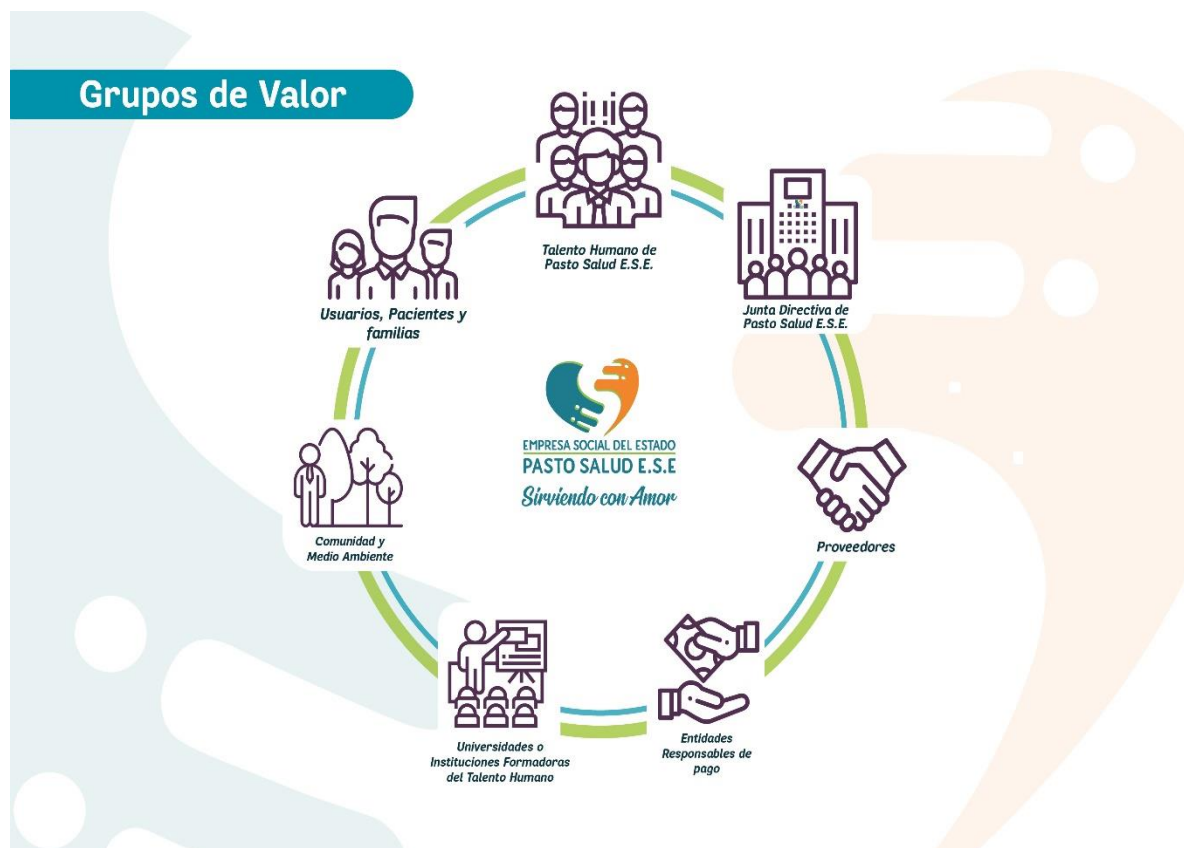 Grupos de Valor
Talento Humano de
Pasto Salud E.S.E.
Junta Directiva de
Pasto Salud E.S.E.
Usuarios, Pacientes y
familias
EMPRESA SOCIAL DEL ESTADO
PASTO SALUD E.S.E
Sirviendo con Amor
Comunidad y
Medio Ambiente
Proveedores
Universidades o
Instituciones Formadoras
del Talento Humano
Entidades
Responsables de
pago